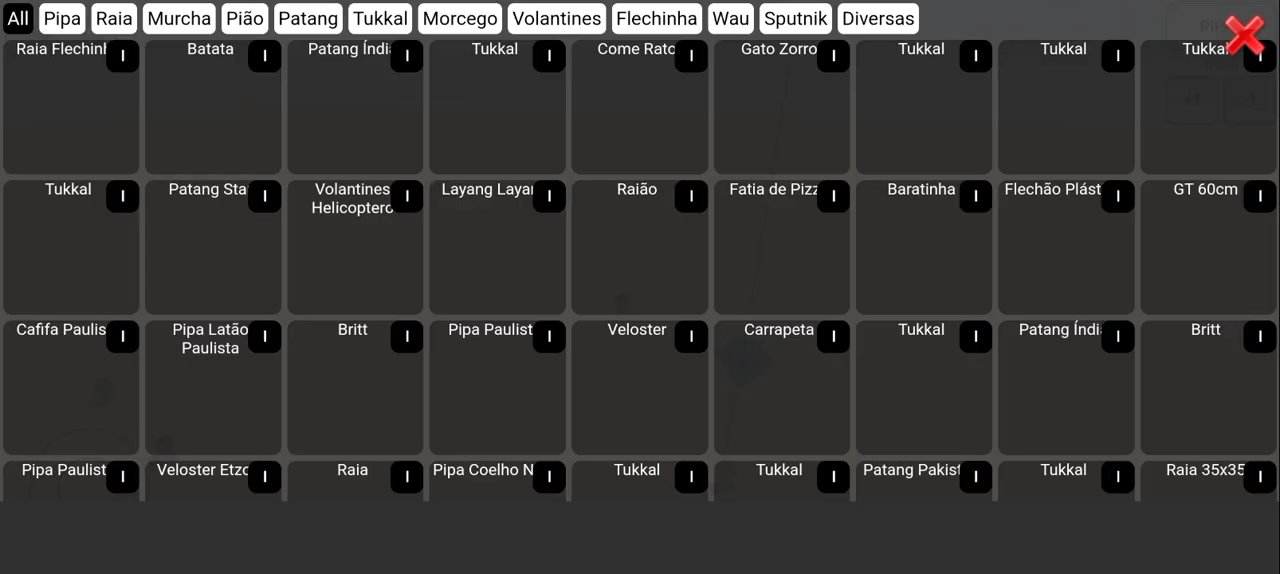 All Pipa Raia Murcha Pião Patang Tukkal Morcego Volantines Flechinha Wau Sputnik Diversas
Raia Flechinh I Batata I Patang Índi I Tukkal I Come Rato I Gato Zorro I Tukkal I Tukkal I Tukkal I
+1 -1
Tukkal I Patang Sta I Volantines I Layang Layan I Raião I Fatia de Pizz I Baratinha I Flechão Plást I GT 60cm I
Helicoptero
Cafifa Paulis I Pipa Latão I Britt I Pipa Paulist I Veloster I Carrapeta I Tukkal I Patang Índi I Britt I
Paulista
Pipa Paulist I Veloster Etzo I Raia I Pipa Coelho N I Tukkal I Tukkal I Patang Pakist I Tukkal I Raia 35x35 I